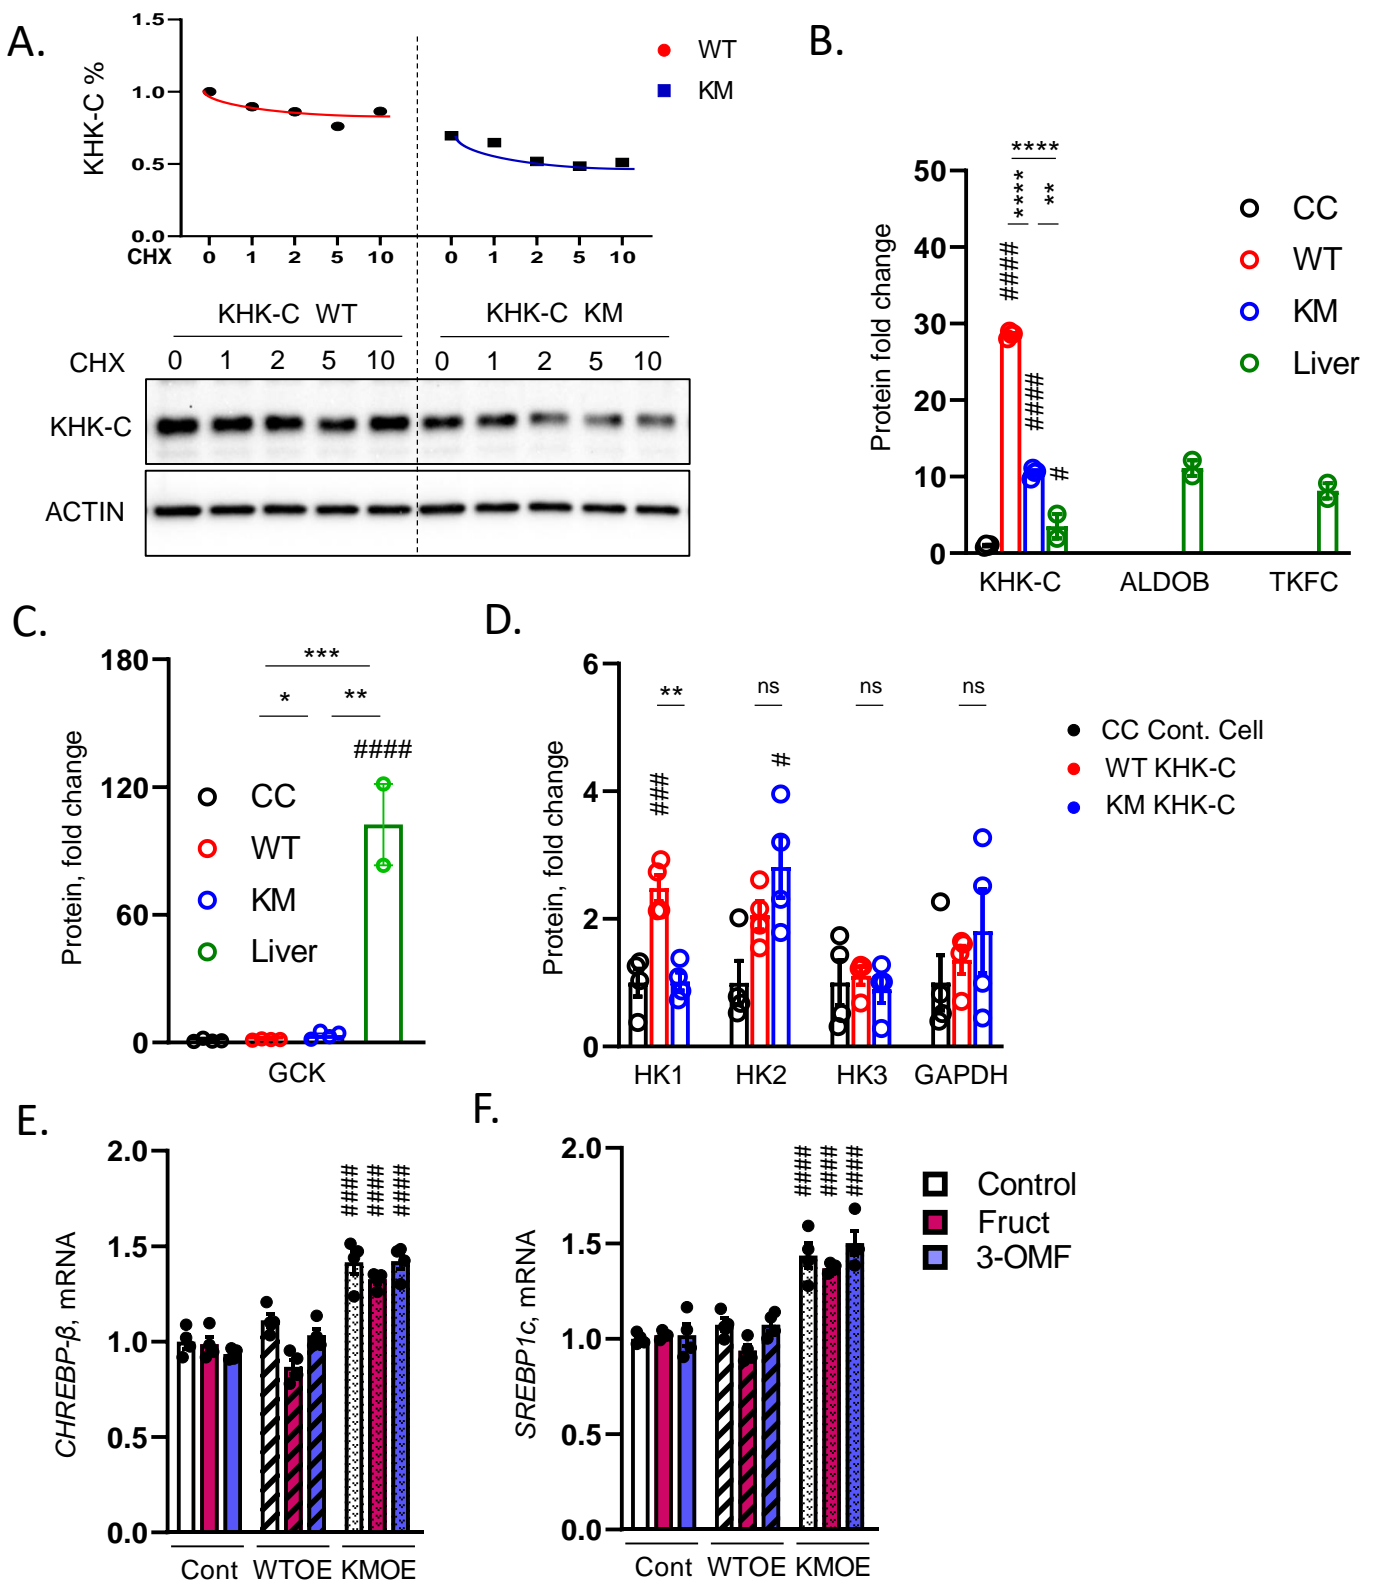 A.
1.5
1.0
0.5
0.0
KHK-C %
WT
KM
CHX 0 1 2 5 10 0 1 2 5 10
KHK-C WT KHK-C KM
CHX 0 1 2 5 10 0 1 2 5 10
KHK-C
ACTIN
B.
Protein fold change
50
40
30
20
10
0
****
**** **
####
####
#
CC
WT
KM
Liver
KHK-C ALDOB TKFC
C.
Protein, fold change
180
120
60
0
***
* **
####
CC
WT
KM
Liver
GCK
D.
Protein, fold change
6
4
2
0
** ns ns ns
###
#
CC Cont. Cell
WT KHK-C
KM KHK-C
HK1 HK2 HK3 GAPDH
E.
CHREBP-β, mRNA
2.0
1.5
1.0
0.5
0.0
#### #### ####
Cont WTOE KMOE
F.
SREBP1c, mRNA
2.0
1.5
1.0
0.5
0.0
#### #### ####
Cont WTOE KMOE
Control
Fruct
3-OMF